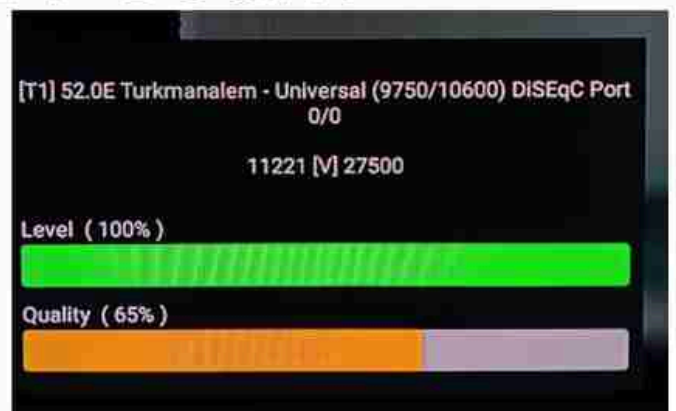 [T1] 52.0E Turkmanalem - Universal (9750/10600) DiSEqC Port
0/0
11221 [V] 27500
Level ( 100% )
Quality ( 65% )